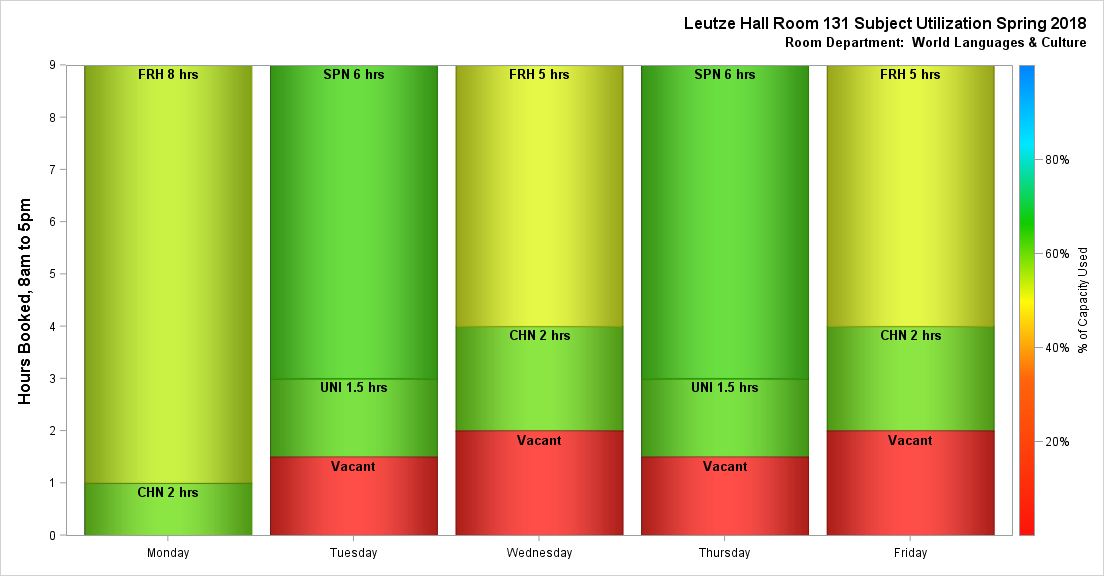 Leutze Hall Room 131 Subject Utilization Spring 2018
Room Department: World Languages & Culture
Hours Booked, 8am to 5pm
9
8
7
6
5
4
3
2
1
0
FRH 8 hrs
CHN 2 hrs
SPN 6 hrs
UNI 1.5 hrs
Vacant
FRH 5 hrs
CHN 2 hrs
Vacant
SPN 6 hrs
UNI 1.5 hrs
Vacant
FRH 5 hrs
CHN 2 hrs
Vacant
Monday
Tuesday
Wednesday
Thursday
Friday
80%
60%
40%
20%
% of Capacity Used